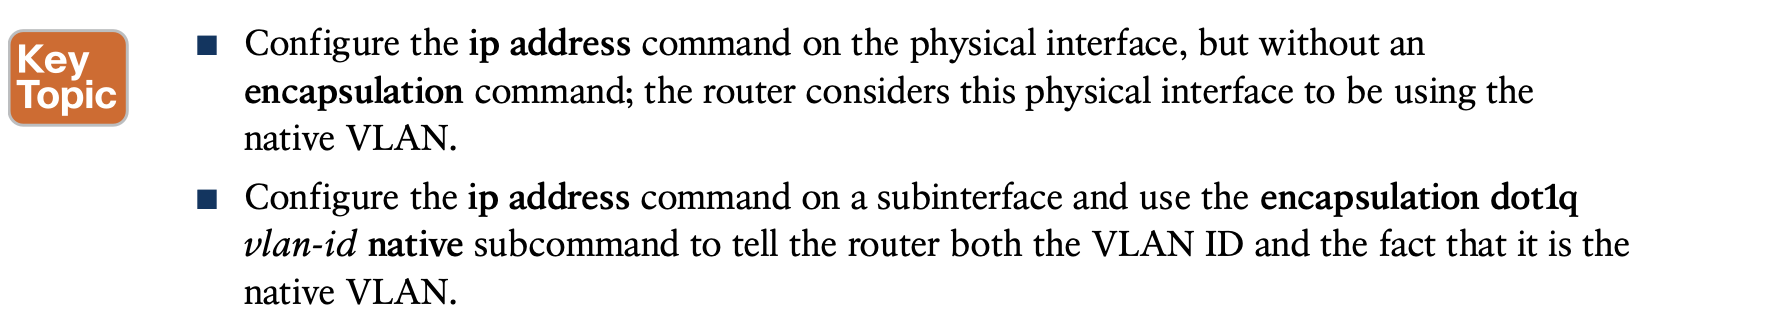 Key
Topic
■ Configure the ip address command on the physical interface, but without an
encapsulation command; the router considers this physical interface to be using the
native VLAN.
■ Configure the ip address command on a subinterface and use the encapsulation dot1q
vlan-id native subcommand to tell the router both the VLAN ID and the fact that it is the
native VLAN.